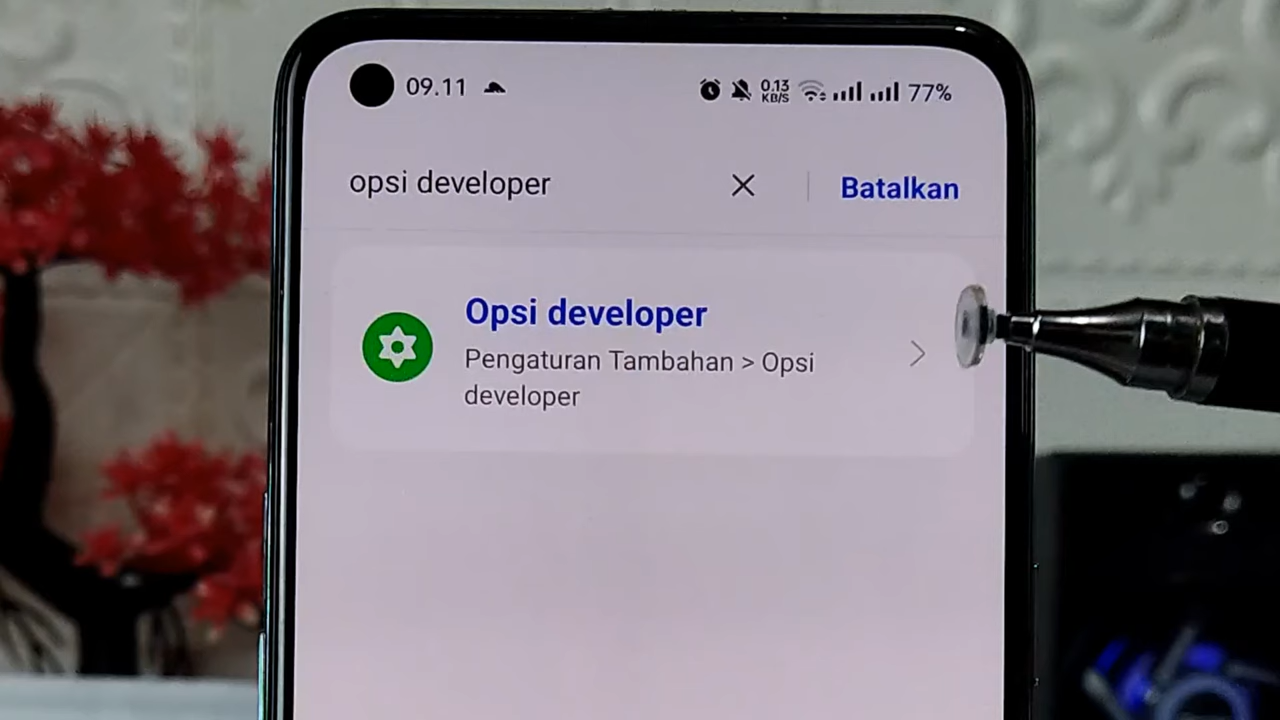 09.11 0.13 KB/S 77%
opsi developer Batalkan
Opsi developer
Pengaturan Tambahan > Opsi
developer